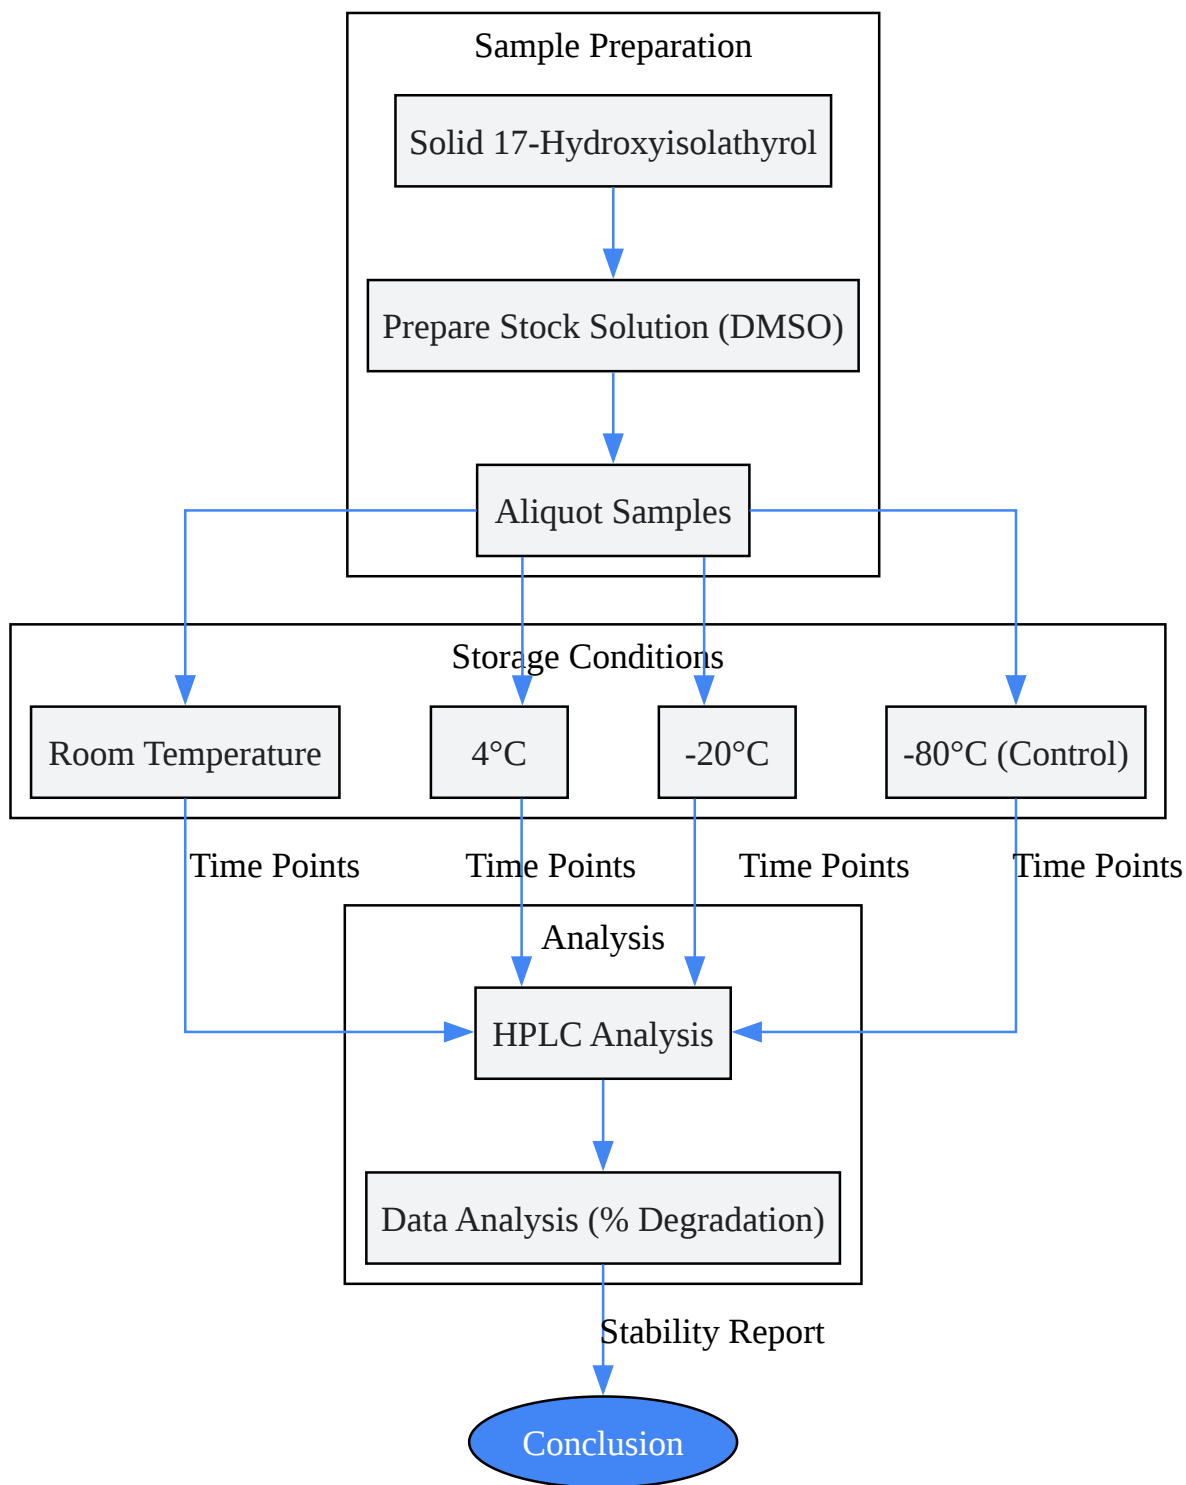 Sample Preparation
Solid 17-Hydroxyisolathyrol
Prepare Stock Solution (DMSO)
Aliquot Samples
Storage Conditions
Room Temperature
4°C
-20°C
-80°C (Control)
Time Points
Time Points
Time Points
Time Points
Analysis
HPLC Analysis
Data Analysis (% Degradation)
Stability Report
Conclusion